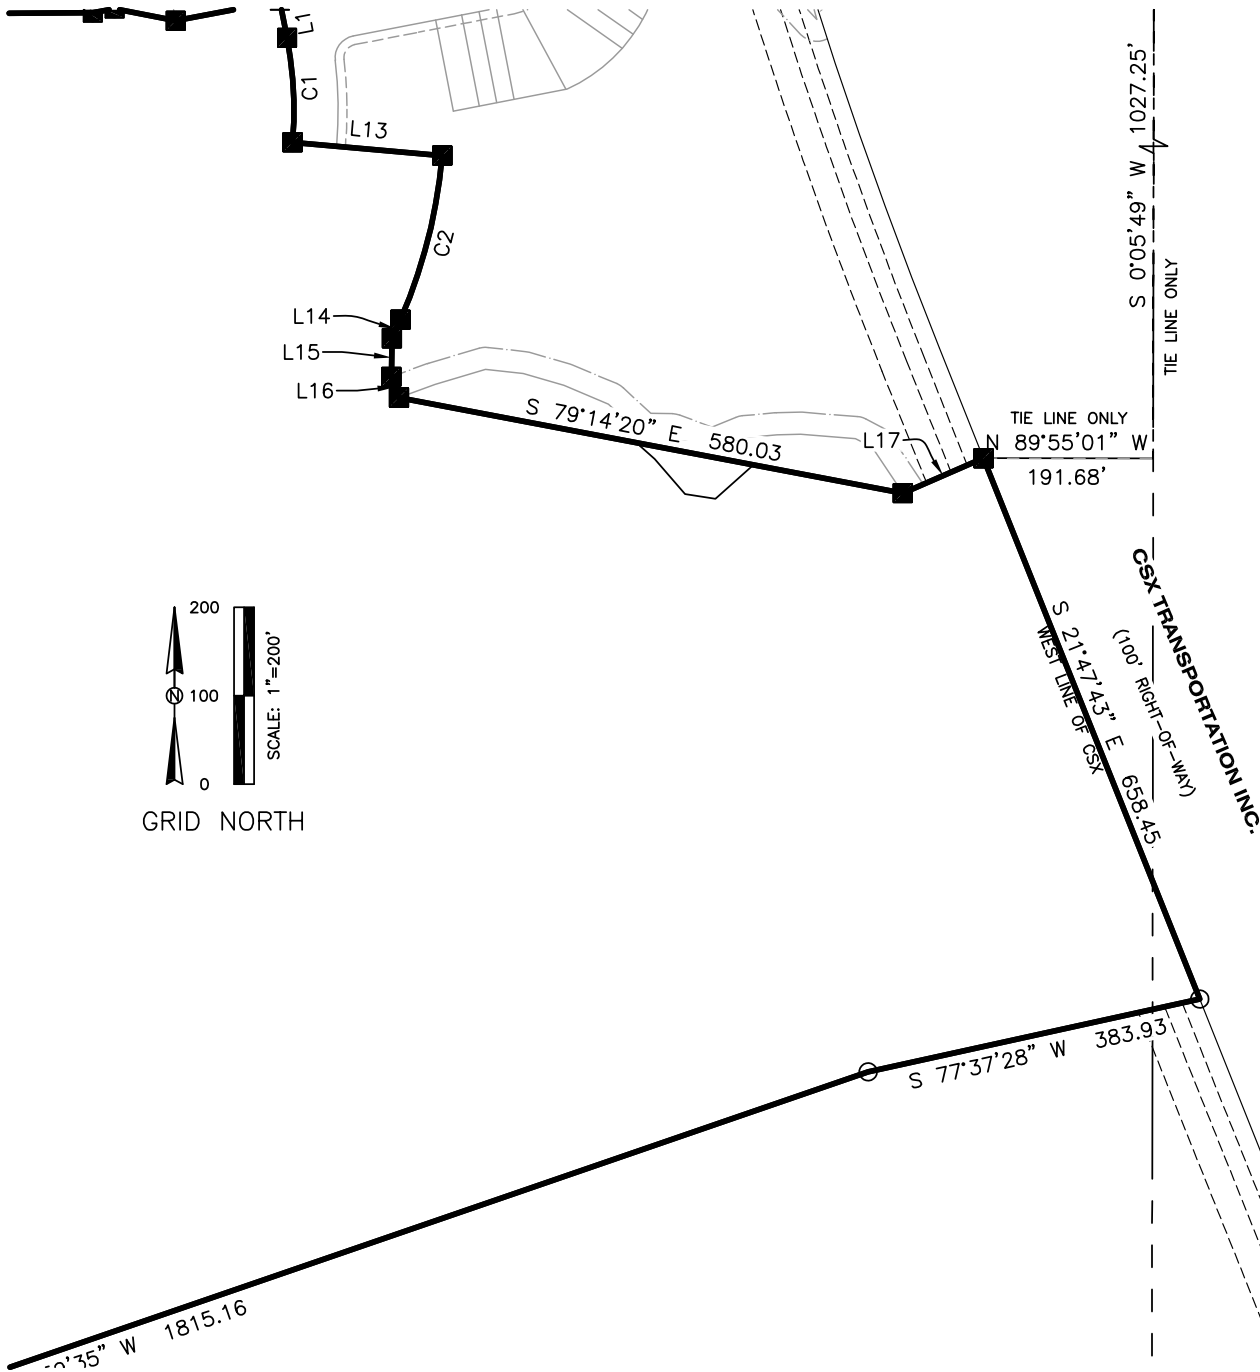 L1
C1
L13
C2
L14
L15
L16
S 79°14'20" E 580.03
L17
S 0°05'49" W 1027.25'
TIE LINE ONLY
TIE LINE ONLY
N 89°55'01" W
191.68'
CSX TRANSPORTATION INC.
(100' RIGHT-OF-WAY)
S 21°47'43" E 658.45
WEST LINE OF CSX
200
100
0
N
SCALE: 1"=200'
GRID NORTH
S 77°37'28" W 383.93
'35" W 1815.16